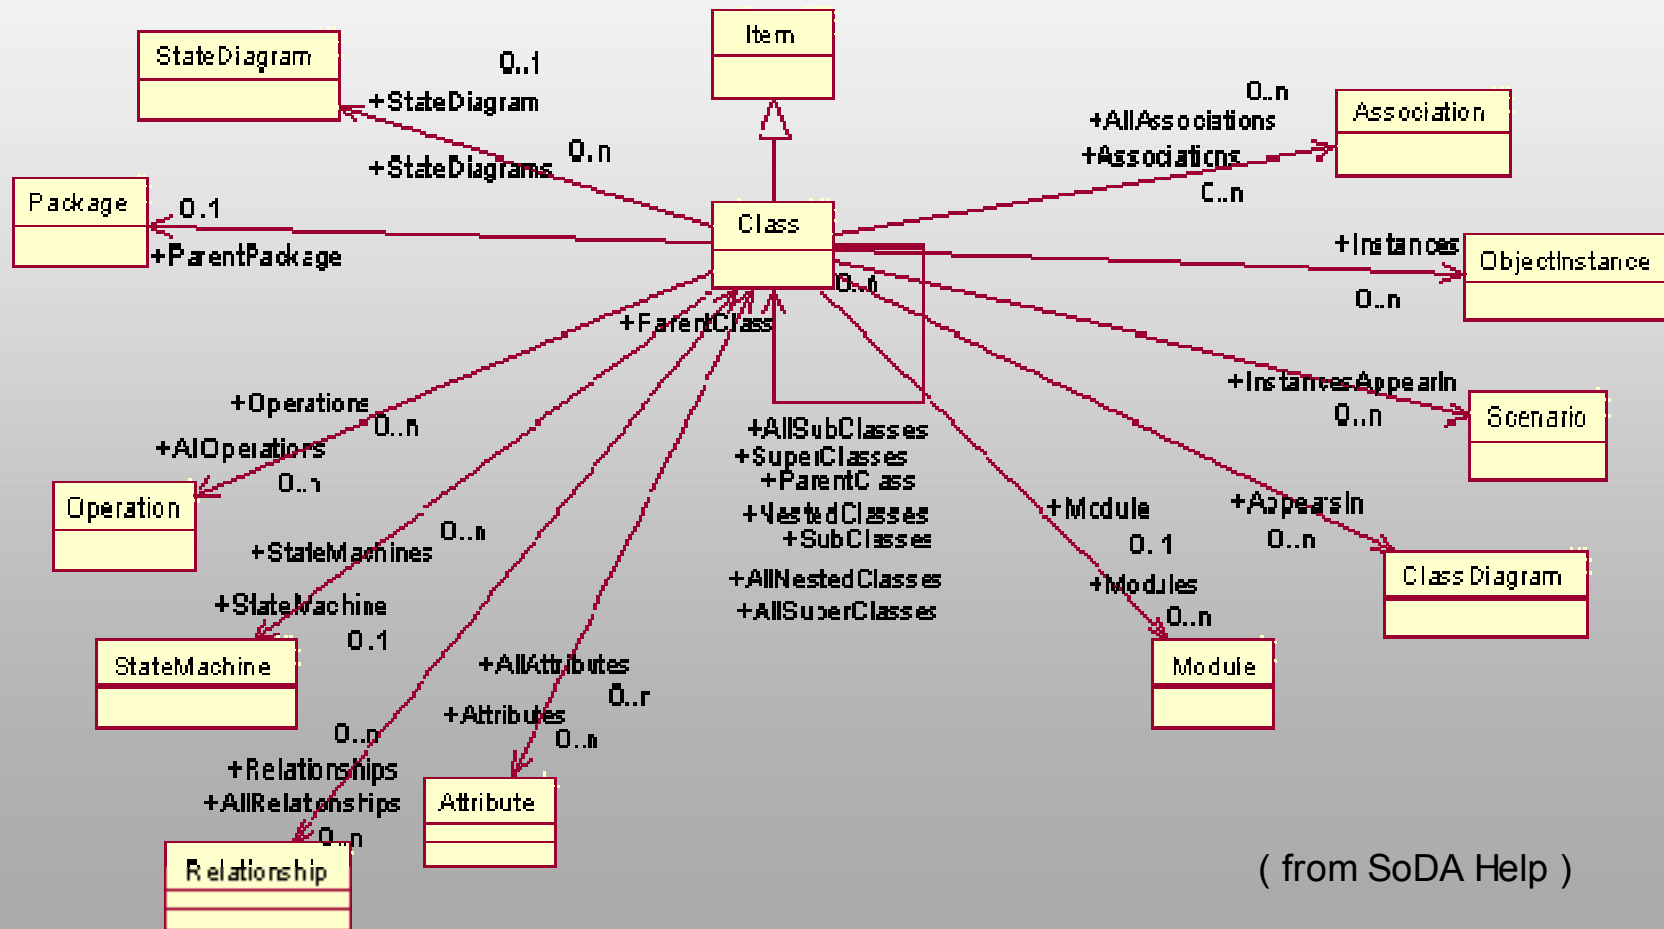 Item
StateDiagram
0..1
+StateDiagram
0..n
+StateDiagrams
0..n
+AllAssociations
+Associations
0..n
Association
Package
0..1
+ParentPackage
Class
0..n
+Instances
0..n
ObjectInstance
+ParentClass
+InstancesAppearIn
0..n
Scenario
+Operations
0..n
+AllOperations
0..n
Operation
+AllSubClasses
+SuperClasses
+ParentClass
+NestedClasses
+SubClasses
+AllNestedClasses
+AllSuperClasses
+Module
0..1
+Modules
0..n
Module
+AppearsIn
0..n
ClassDiagram
0..n
+StateMachines
+StateMachine
0..1
StateMachine
+AllAttributes
0..n
+Attributes
0..n
Attribute
0..n
+Relationships
+AllRelationships
0..n
Relationship
( from SoDA Help )